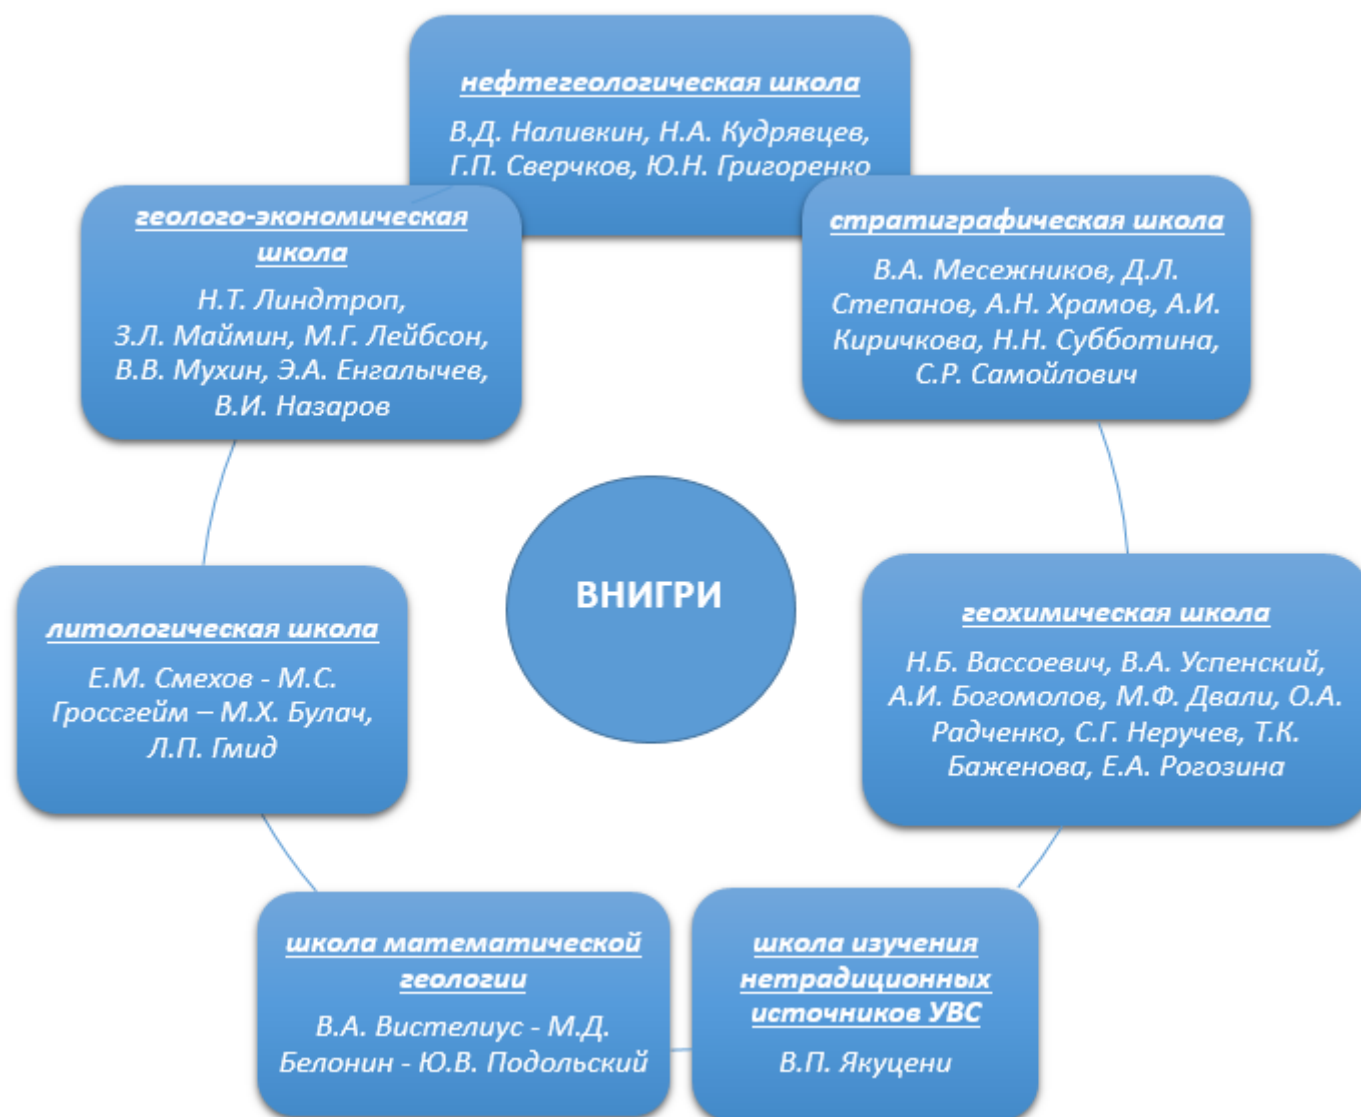 нефтегеологическая школа
В.Д. Наливкин, Н.А. Кудрявцев,
Г.П. Сверчков, Ю.Н. Григоренко
стратиграфическая школа
В.А. Месежников, Д.Л.
Степанов, А.Н. Храмов, А.И.
Киричкова, Н.Н. Субботина,
С.Р. Самойлович
геохимическая школа
Н.Б. Вассоевич, В.А. Успенский,
А.И. Богомолов, М.Ф. Двали, О.А.
Радченко, С.Г. Неручев, Т.К.
Баженова, Е.А. Рогозина
школа изучения
нетрадиционных
источников УВС
В.П. Якуцени
школа математической
геологии
В.А. Вистелиус - М.Д.
Белонин - Ю.В. Подольский
литологическая школа
Е.М. Смехов - М.С.
Гроссгейм – М.Х. Булач,
Л.П. Гмид
геолого-экономическая
школа
Н.Т. Линдтроп,
З.Л. Маймин, М.Г. Лейбсон,
В.В. Мухин, Э.А. Енгалычев,
В.И. Назаров
ВНИГРИ